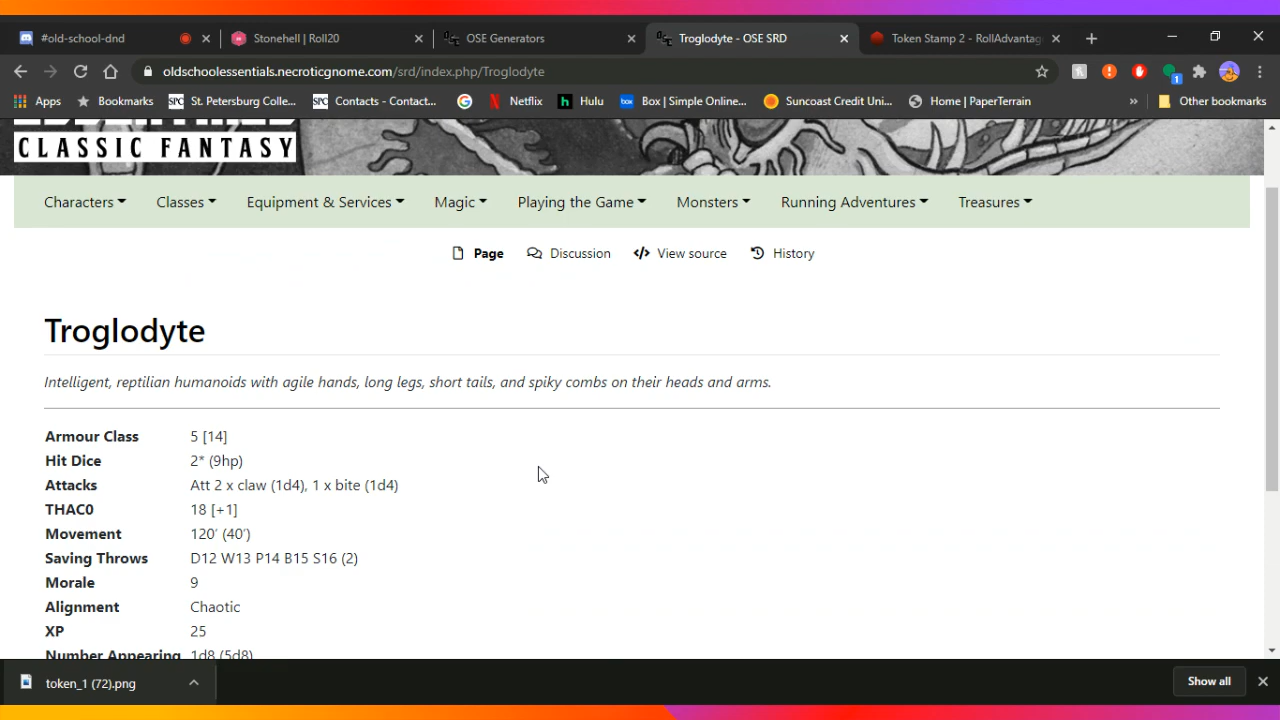 #old-school-dnd
Stonehell | Roll20
OSE Generators
Troglodyte - OSE SRD
Token Stamp 2 - RollAdvantag
oldschoolessentials.necroticgnome.com/srd/index.php/Troglodyte
1
Apps
Bookmarks
SPC St. Petersburg Colle...
SPC Contacts - Contact...
Netflix
h Hulu
box Box | Simple Online...
Suncoast Credit Uni...
Home | PaperTerrain
» Other bookmarks
CLASSIC FANTASY
Characters
Classes
Equipment & Services
Magic
Playing the Game
Monsters
Running Adventures
Treasures
Page
Discussion
View source
History
Troglodyte
Intelligent, reptilian humanoids with agile hands, long legs, short tails, and spiky combs on their heads and arms.
Armour Class 5 [14]
Hit Dice 2* (9hp)
Attacks Att 2 x claw (1d4), 1 x bite (1d4)
THAC0 18 [+1]
Movement 120’ (40’)
Saving Throws D12 W13 P14 B15 S16 (2)
Morale 9
Alignment Chaotic
XP 25
Number Appearing 1d8 (5d8)
token_1 (72).png
Show all